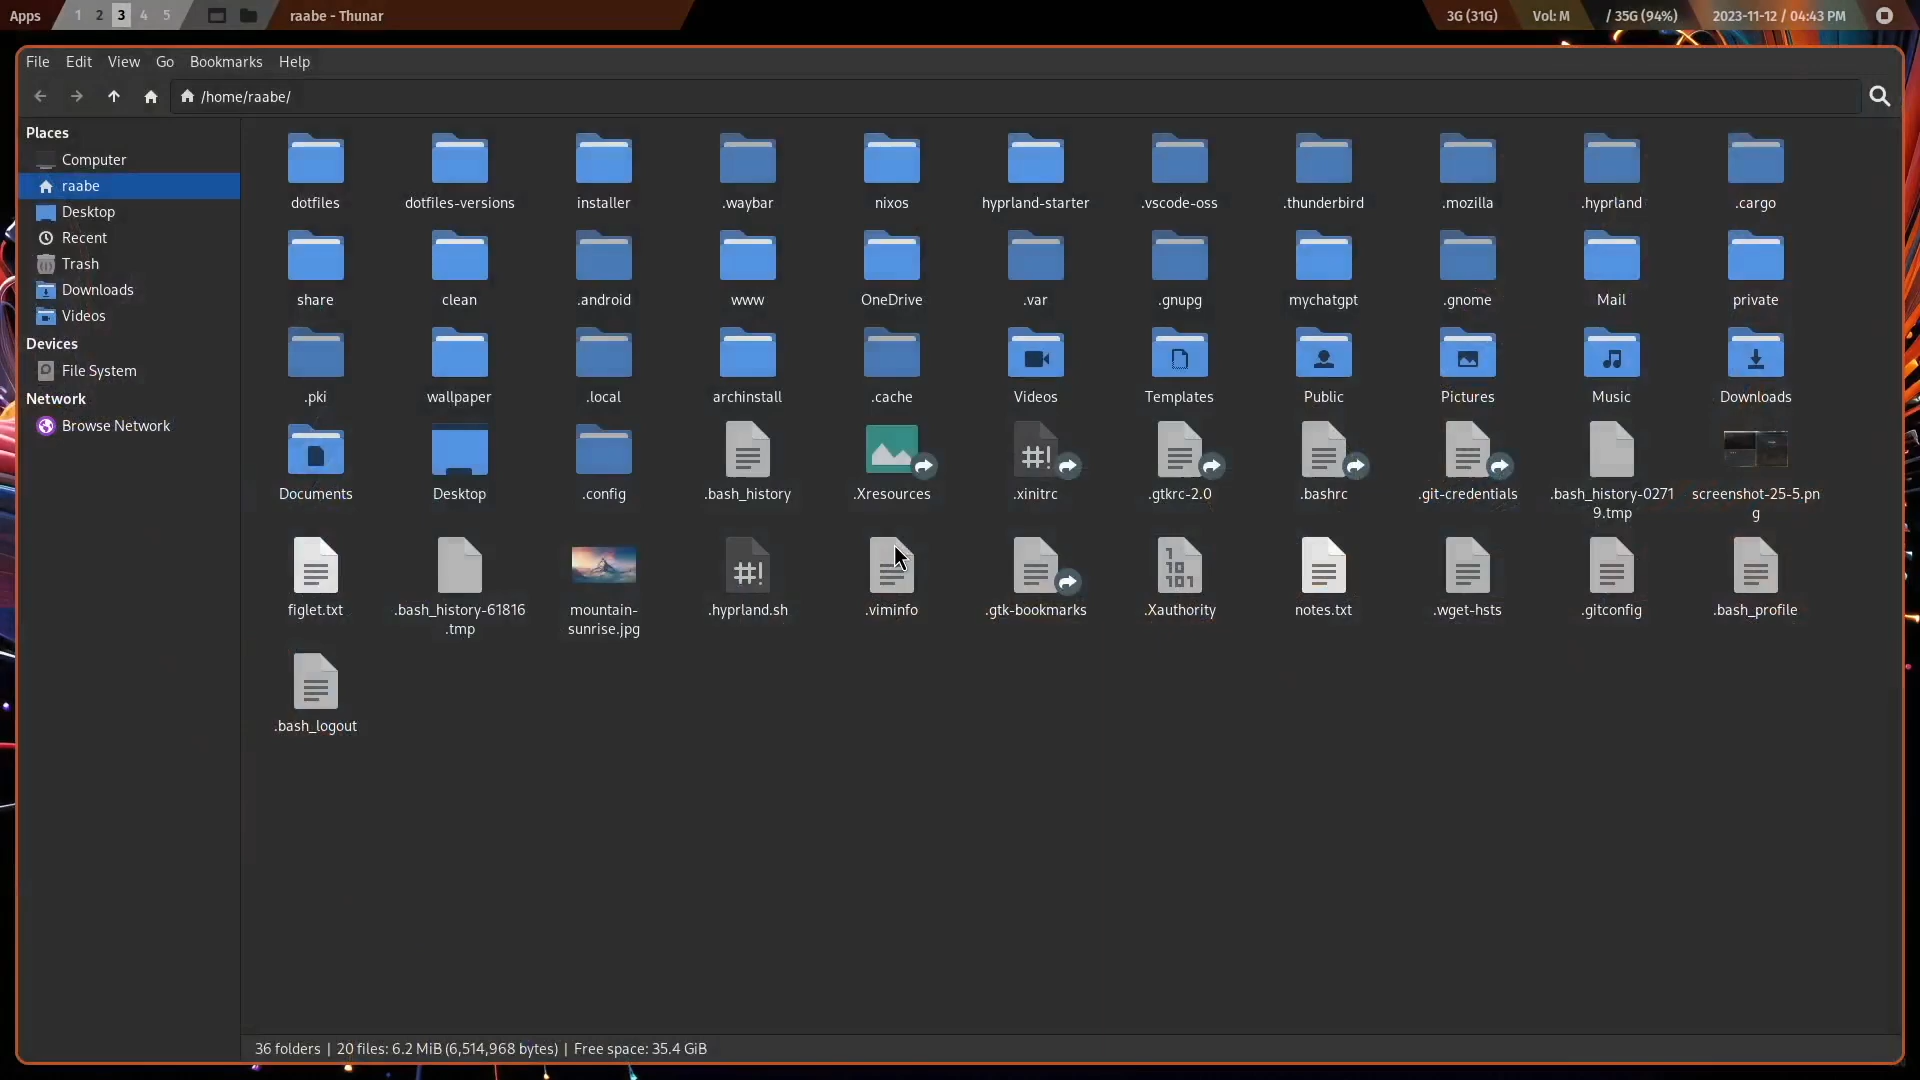 Apps 1 2 3 4 5 raabe - Thunar 3G (31G) Vol: M / 35G (94%) 2023-11-12 / 04:43 PM
File Edit View Go Bookmarks Help
/home/raabe/
Places
Computer
raabe
Desktop
Recent
Trash
Downloads
Videos
Devices
File System
Network
Browse Network
dotfiles dotfiles-versions installer .waybar nixos hyprland-starter .vscode-oss .thunderbird .mozilla .hyprland .cargo
share clean .android www OneDrive .var .gnupg mychatgpt .gnome Mail private
.pki wallpaper .local archinstall .cache Videos Templates Public Pictures Music Downloads
#!
Documents Desktop .config .bash_history .Xresources .xinitrc .gtkrc-2.0 .bashrc .git-credentials .bash_history-0271 screenshot-25-5.pn
9.tmp g
1
10
#! 101
figlet.txt .bash_history-61816 mountain- .hyprland.sh .viminfo .gtk-bookmarks .Xauthority notes.txt .wget-hsts .gitconfig .bash_profile
.tmp sunrise.jpg
.bash_logout
36 folders | 20 files: 6.2 MiB (6,514,968 bytes) | Free space: 35.4 GiB